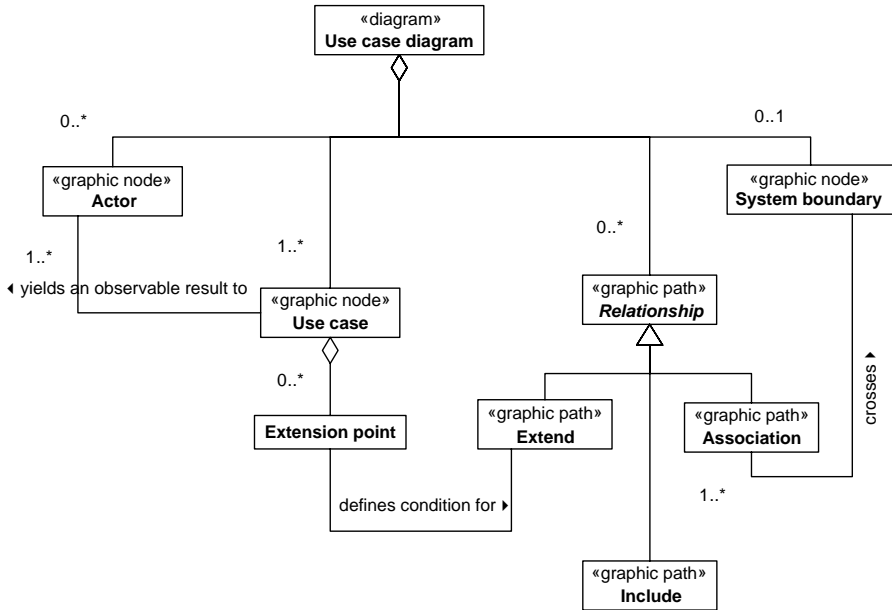 «diagram»
Use case diagram
0..*
0..1
«graphic node»
Actor
«graphic node»
System boundary
1..*
1..*
0..*
yields an observable result to
«graphic node»
Use case
«graphic path»
Relationship
crosses
0..*
Extension point
«graphic path»
Extend
«graphic path»
Association
defines condition for
1..*
«graphic path»
Include